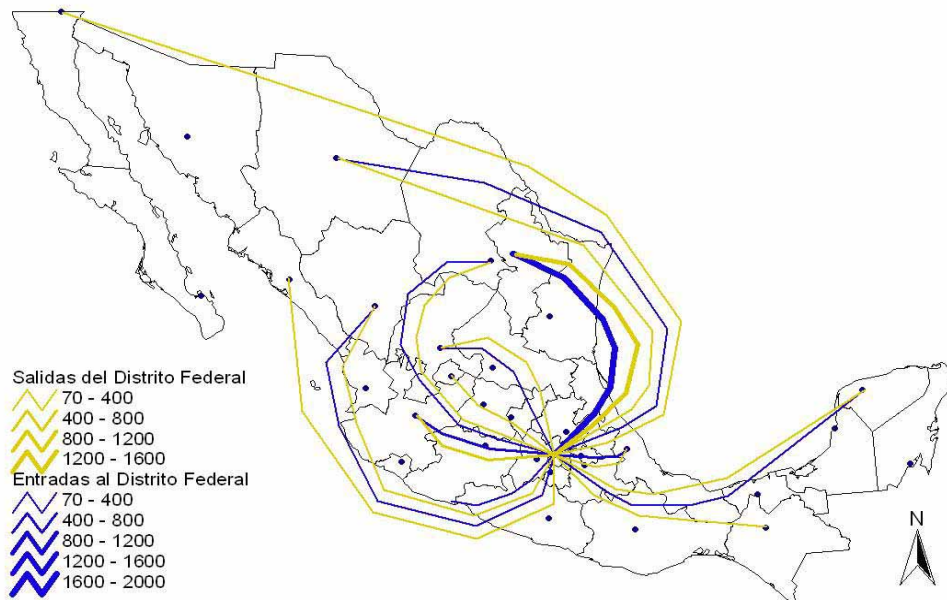 Salidas del Distrito Federal
70 - 400
400 - 800
800 - 1200
1200 - 1600
Entradas al Distrito Federal
70 - 400
400 - 800
800 - 1200
1200 - 1600
1600 - 2000
N